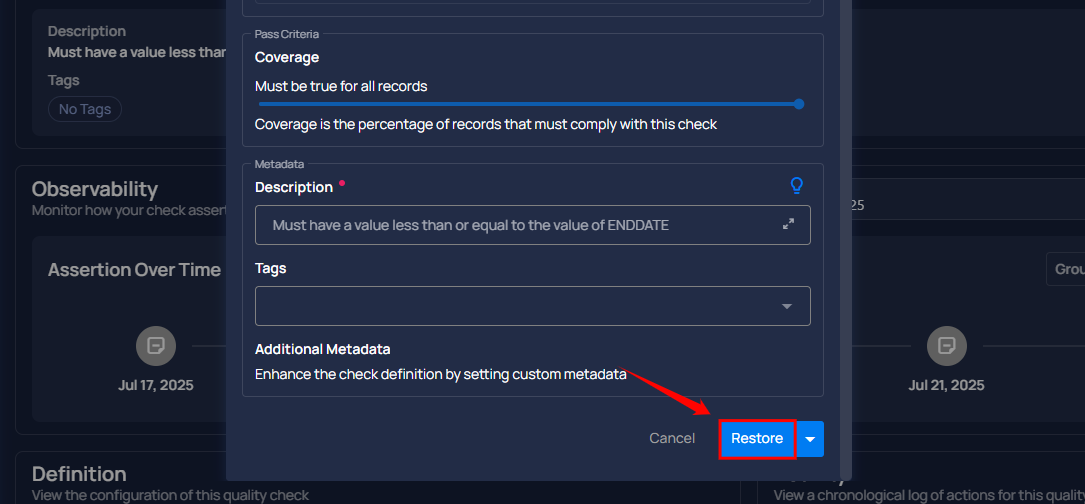 Description
Must have a value less than
Tags
No Tags
Observability
Monitor how your check assert
Assertion Over Time
Jul 17, 2025
Definition
View the configuration of this quality check
Pass Criteria
Coverage
Must be true for all records
Coverage is the percentage of records that must comply with this check
Metadata
Description
Must have a value less than or equal to the value of ENDDATE
Tags
Additional Metadata
Enhance the check definition by setting custom metadata
Cancel
Restore
25
Grou
Jul 21, 2025
View a chronological log of actions for this quality